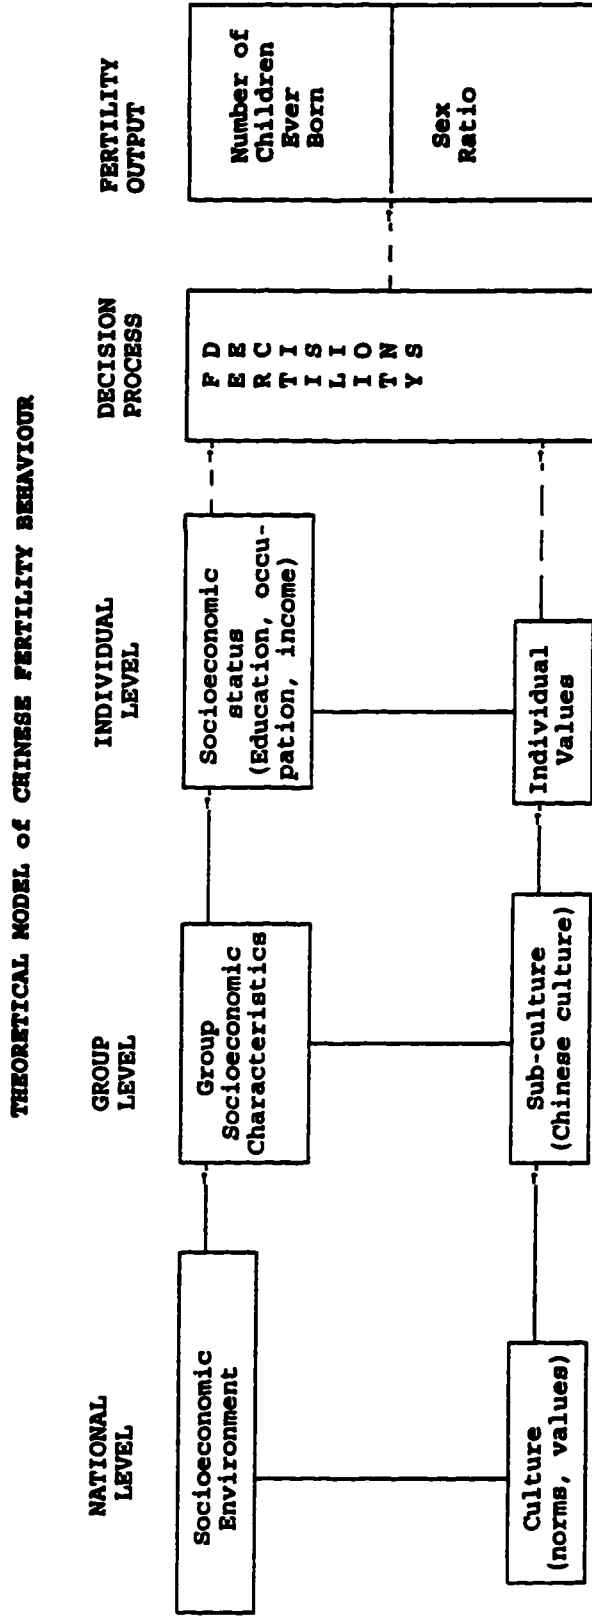 THEORETICAL MODEL of CHINESE FERTILITY BEHAVIOUR
NATIONAL
LEVEL
GROUP
LEVEL
INDIVIDUAL
LEVEL
DECISION
PROCESS
FERTILITY
OUTPUT
Socioeconomic
Environment
Group
Socioeconomic
Characteristics
Socioeconomic
status
(Education, occu-
pation, income)
F D
E E
R C
T I
I S
L I
I O
T N
Y S
Number of
Children
Ever
Born
Sex
Ratio
Culture
(norms, values)
Sub-culture
(Chinese culture)
Individual
Values